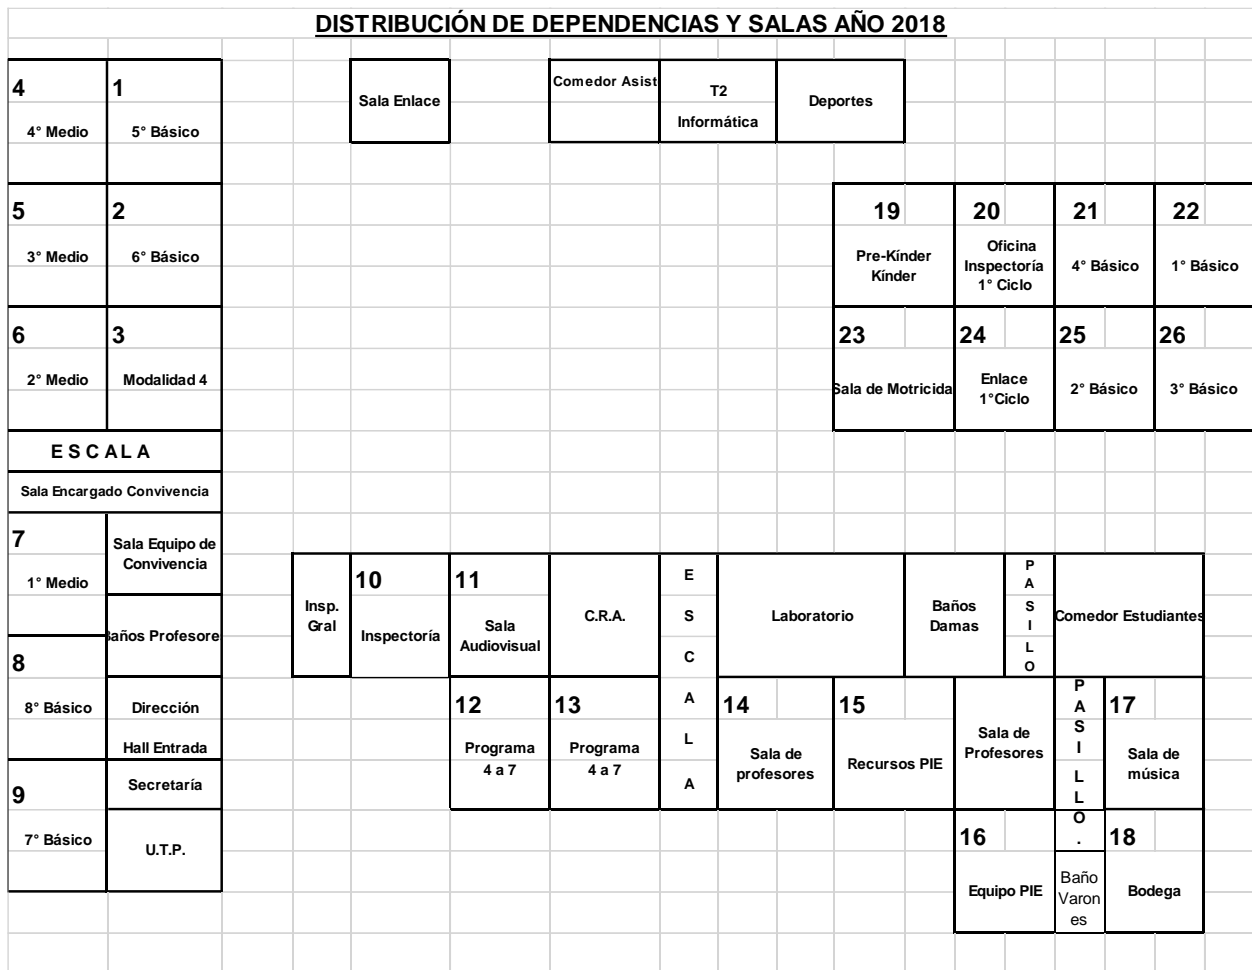 DISTRIBUCIÓN DE DEPENDENCIAS Y SALAS AÑO 2018
4
4° Medio
1
5° Básico
Sala Enlace
Comedor Asist
T2
Informática
Deportes
5
3° Medio
2
6° Básico
19
Pre-Kínder
Kínder
20
Oficina
Inspectoría
1° Ciclo
21
4° Básico
22
1° Básico
6
2° Medio
3
Modalidad 4
23
Sala de Motricida
24
Enlace
1°Ciclo
25
2° Básico
26
3° Básico
E S C A L A
Sala Encargado Convivencia
7
1° Medio
Sala Equipo de
Convivencia
Baños Profesore
8
8° Básico
Dirección
Hall Entrada
9
7° Básico
Secretaría
U.T.P.
Insp.
Gral
10
Inspectoría
11
Sala
Audiovisual
C.R.A.
E
S
C
A
L
A
Laboratorio
Baños
Damas
P
A
S
I
L
O
Comedor Estudiantes
12
Programa
4 a 7
13
Programa
4 a 7
14
Sala de
profesores
15
Recursos PIE
Sala de
Profesores
P
A
S
I
L
L
O
.
17
Sala de
música
16
Equipo PIE
Baño
Varon
es
18
Bodega